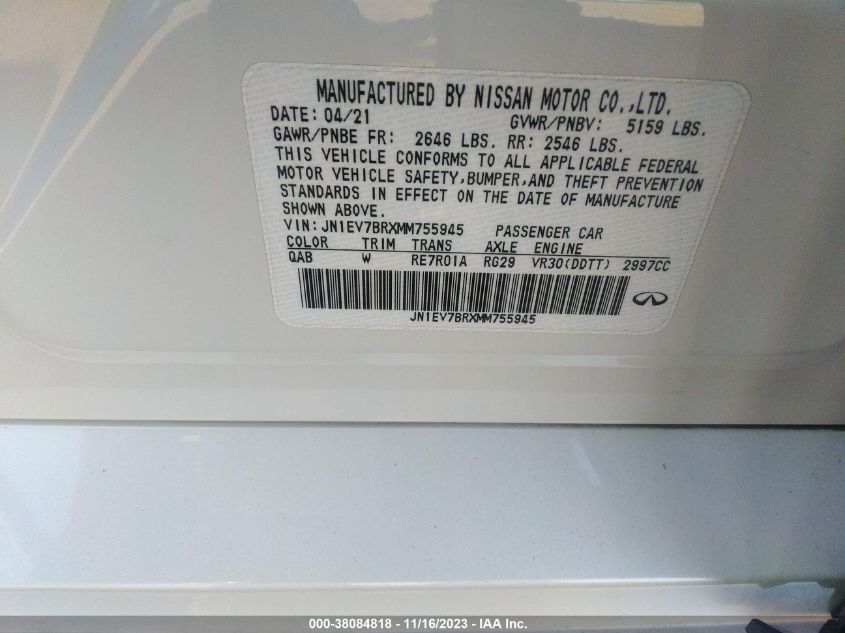 MANUFACTURED BY NISSAN MOTOR CO.,LTD.
DATE: 04/21 GVWR/PNBV: 5159 LBS.
GAWR/PNBE FR: 2646 LBS. RR: 2546 LBS.
THIS VEHICLE CONFORMS TO ALL APPLICABLE FEDERAL
MOTOR VEHICLE SAFETY,BUMPER,AND THEFT PREVENTION
STANDARDS IN EFFECT ON THE DATE OF MANUFACTURE
SHOWN ABOVE.
VIN: JN1EV7BRXMM755945 PASSENGER CAR
COLOR TRIM TRANS AXLE ENGINE
QAB W RE7R01A RG29 VR30(DDTT) 2997CC
JN1EV7BRXMM755945
000-38084818 - 11/16/2023 - IAA Inc.